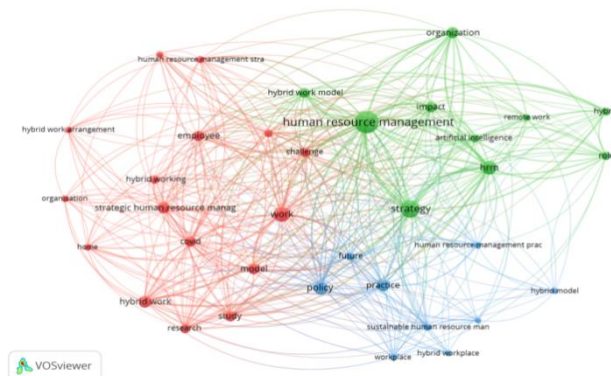 organization
human resource management stra
hybrid work model
impact
hybri
remote work
human resource management
hybrid work arrangement
employee
artificial intelligence
challenge
hrm
hybrid working
organisation
strategic human resource manag
work
strategy
home
covid
human resource management prac
future
model
policy
practice
hybrid model
hybrid work
study
research
sustainable human resource man
workplace
hybrid workplace
VOSviewer